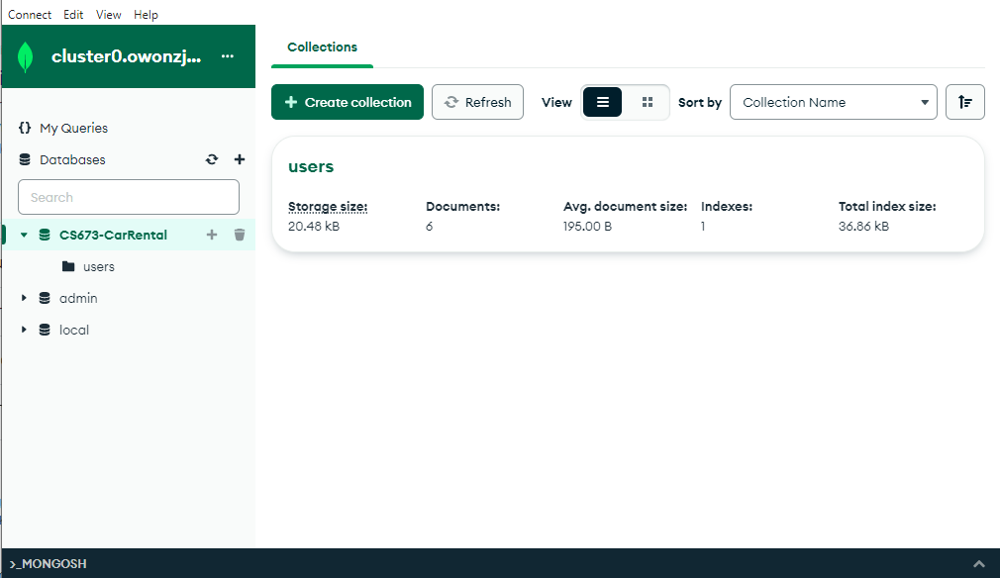 Connect Edit View Help
cluster0.owonzj... ...
My Queries
Databases
Search
CS673-CarRental
users
admin
local
Collections
Create collection Refresh View Sort by Collection Name
users
Storage size: Documents: Avg. document size: Indexes: Total index size:
20.48 kB 6 195.00 B 1 36.86 kB
>_MONGOSH